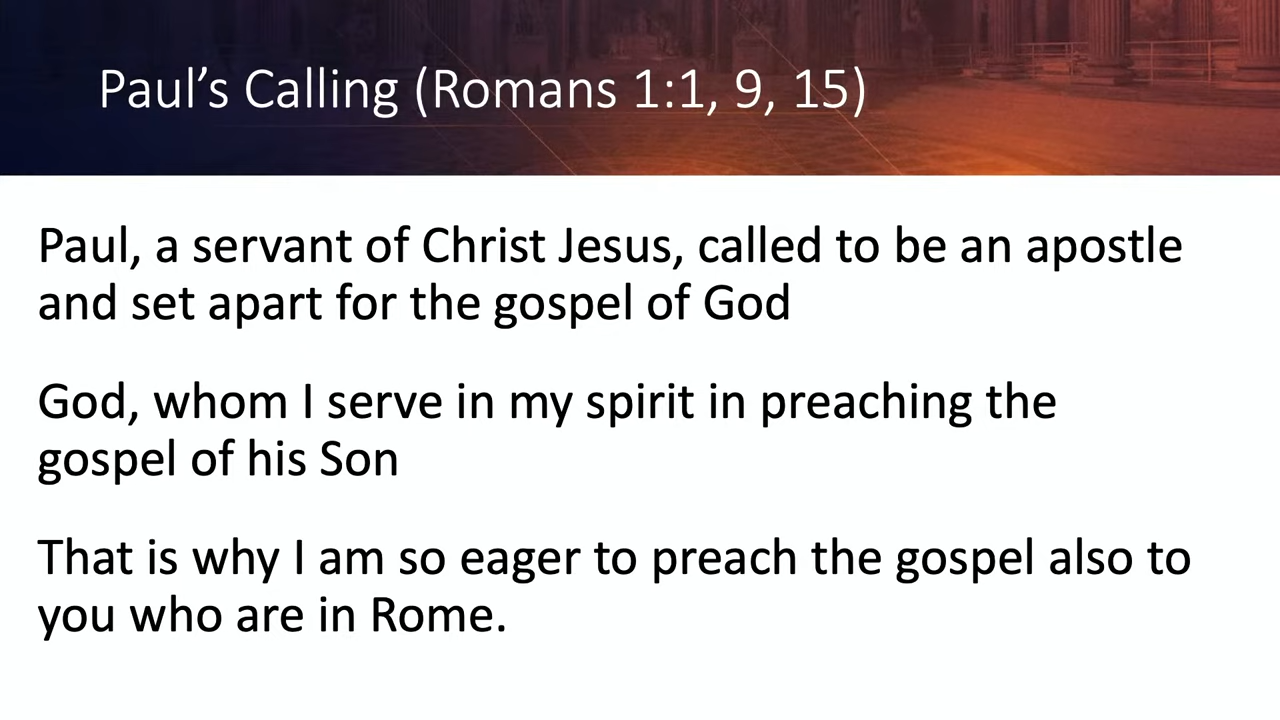 Paul’s Calling (Romans 1:1, 9, 15)
Paul, a servant of Christ Jesus, called to be an apostle
and set apart for the gospel of God
God, whom I serve in my spirit in preaching the
gospel of his Son
That is why I am so eager to preach the gospel also to
you who are in Rome.